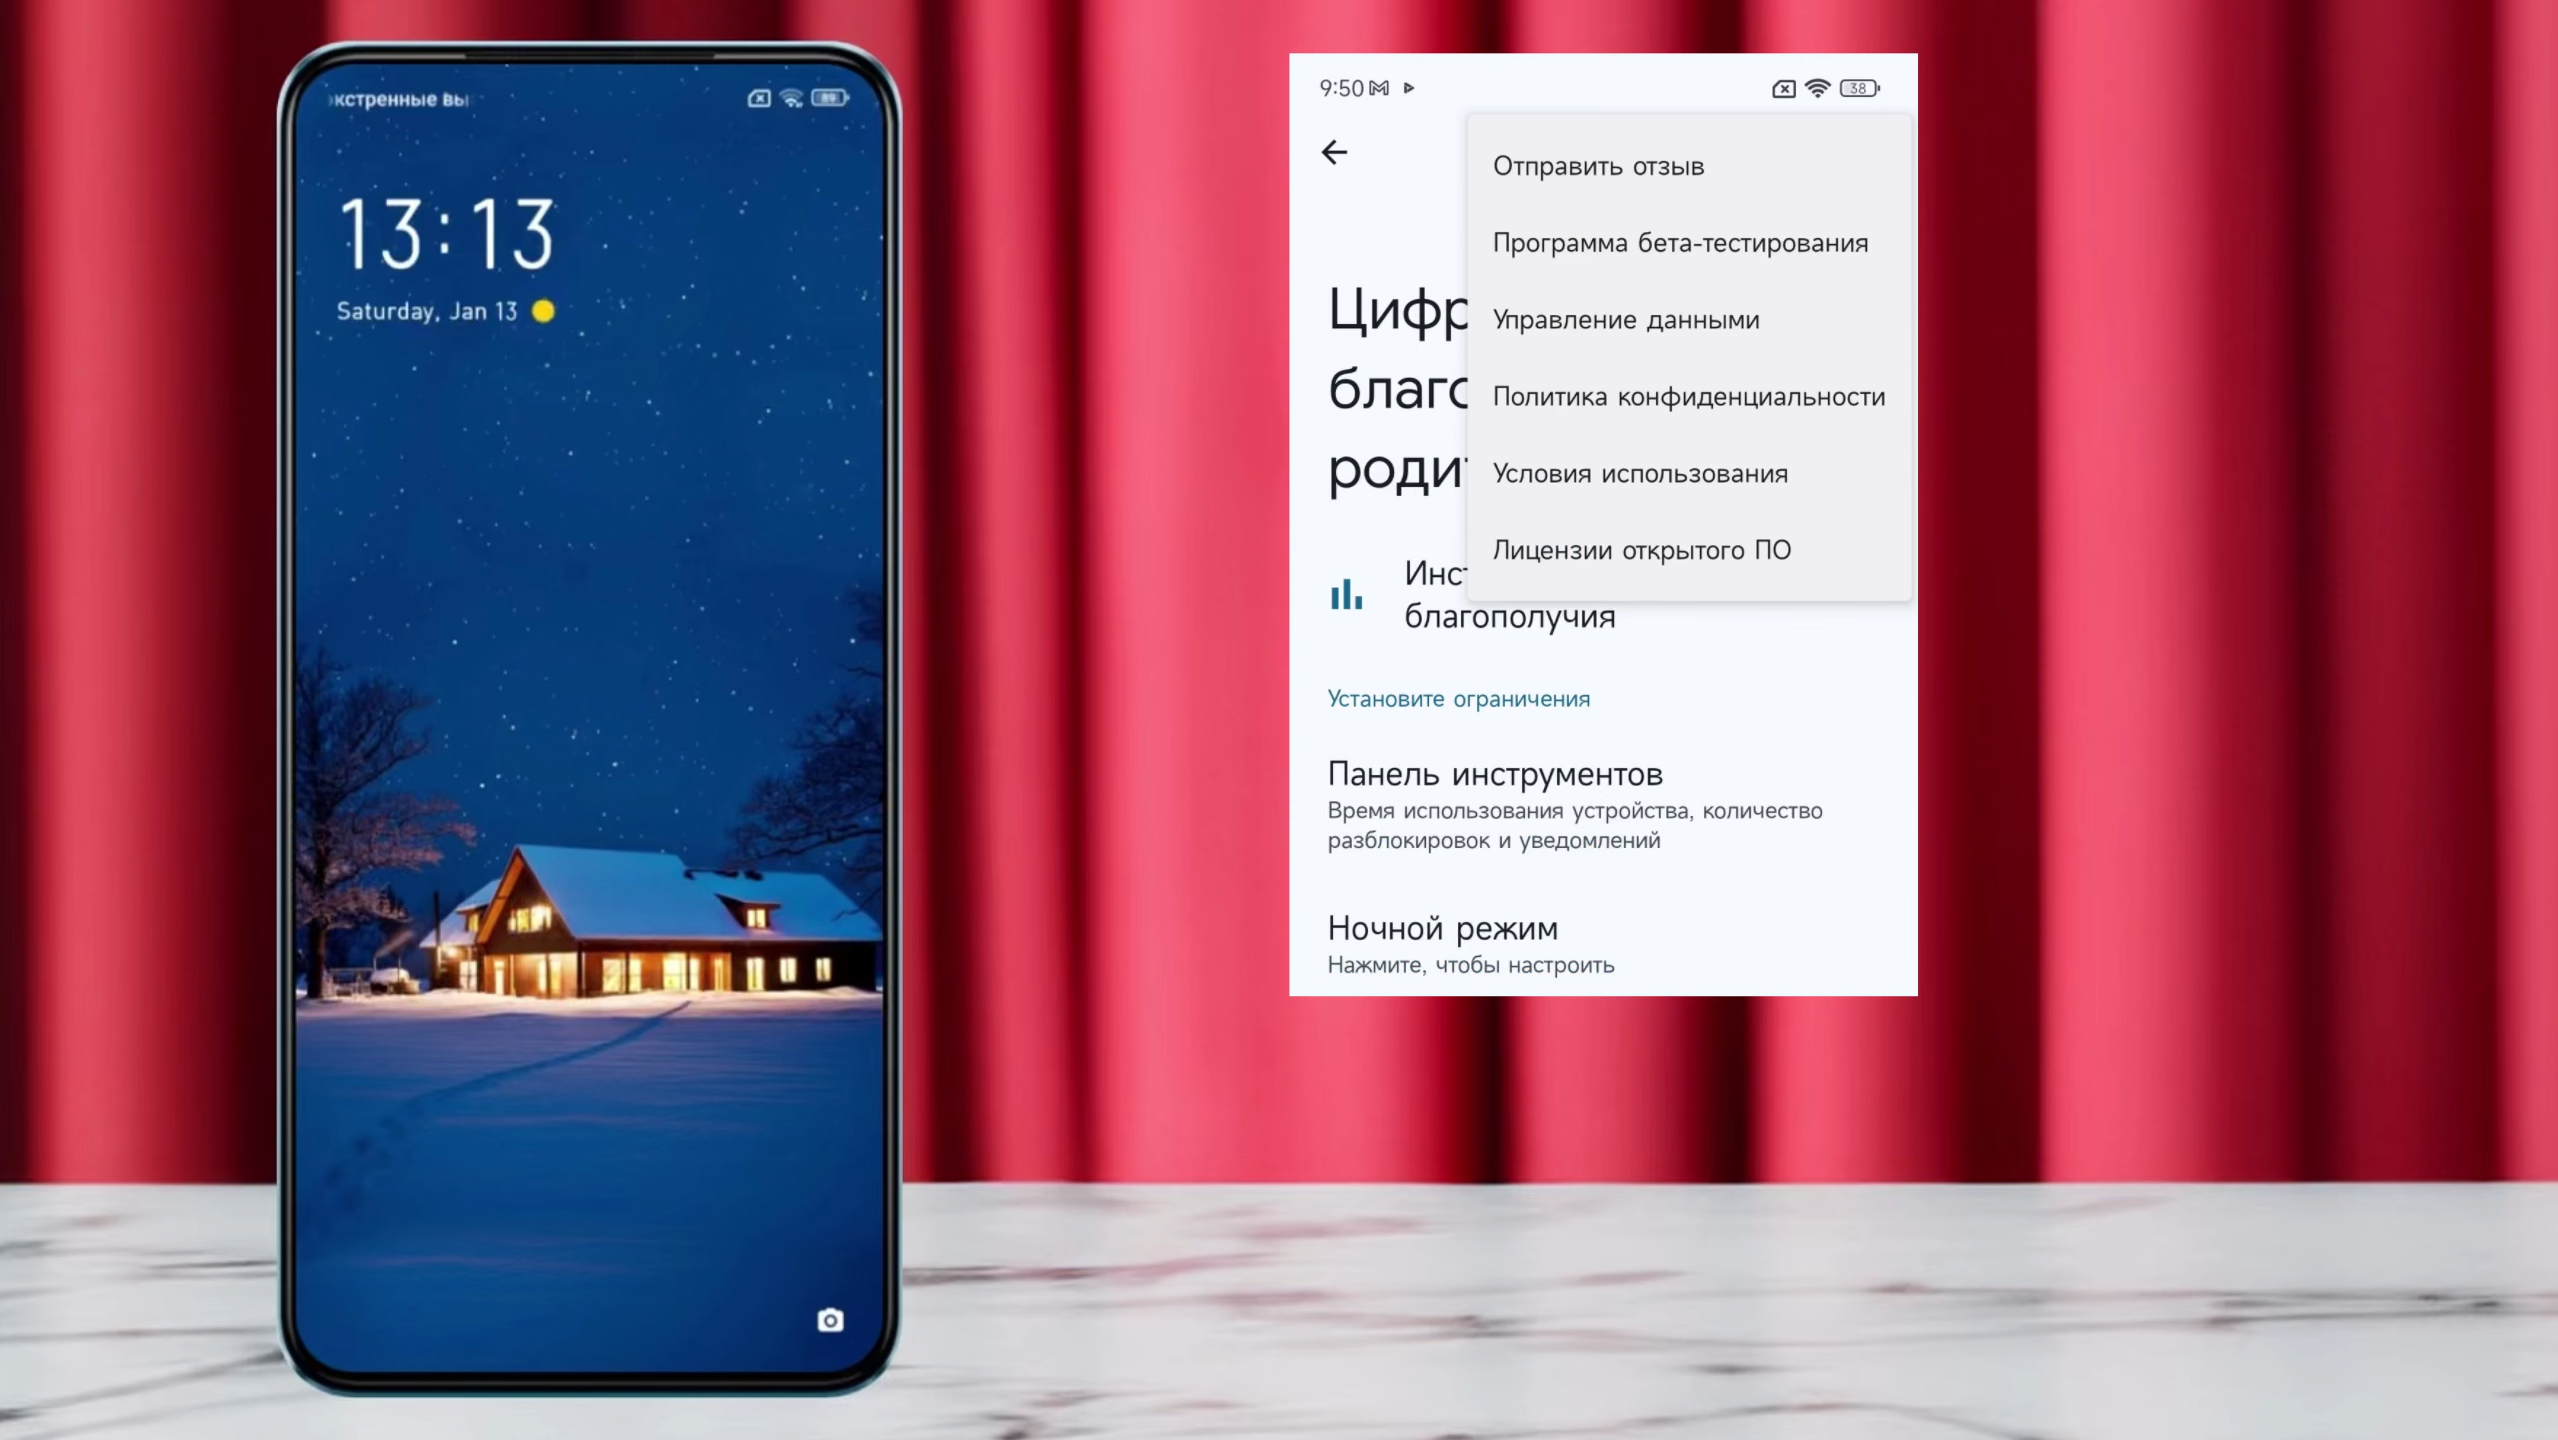 кстренные вы
89
13:13
Saturday, Jan 13
9:50
38
Отправить отзыв
Программа бета-тестирования
Управление данными
Политика конфиденциальности
Условия использования
Лицензии открытого ПО
Цифр
благо
роди
Инс
благополучия
Установите ограничения
Панель инструментов
Время использования устройства, количество
разблокировок и уведомлений
Ночной режим
Нажмите, чтобы настроить